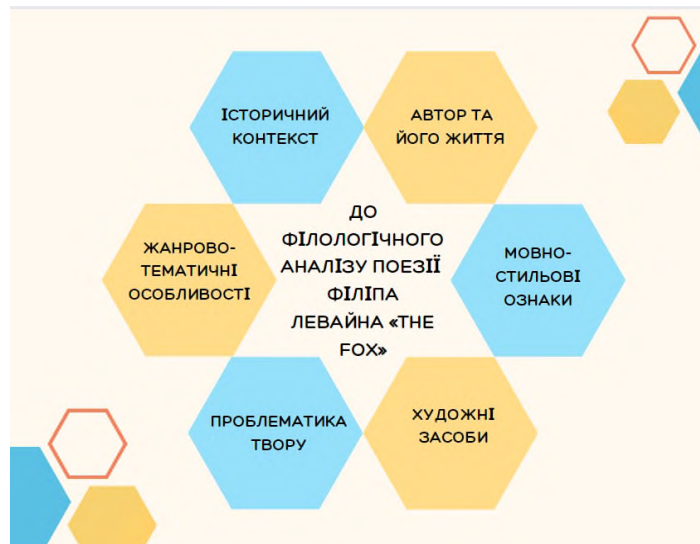 ІСТОРИЧНИЙ
КОНТЕКСТ
АВТОР ТА
ЙОГО ЖИТТЯ
ЖАНРОВО-
ТЕМАТИЧНІ
ОСОБЛИВОСТІ
ДО
ФІЛОЛОГІЧНОГО
АНАЛІЗУ ПОЕЗІЇ
ФІЛІПА
ЛЕВАЙНА «THE
FOX»
МОВНО-
СТИЛЬОВІ
ОЗНАКИ
ПРОБЛЕМАТИКА
ТВОРУ
ХУДОЖНІ
ЗАСОБИ